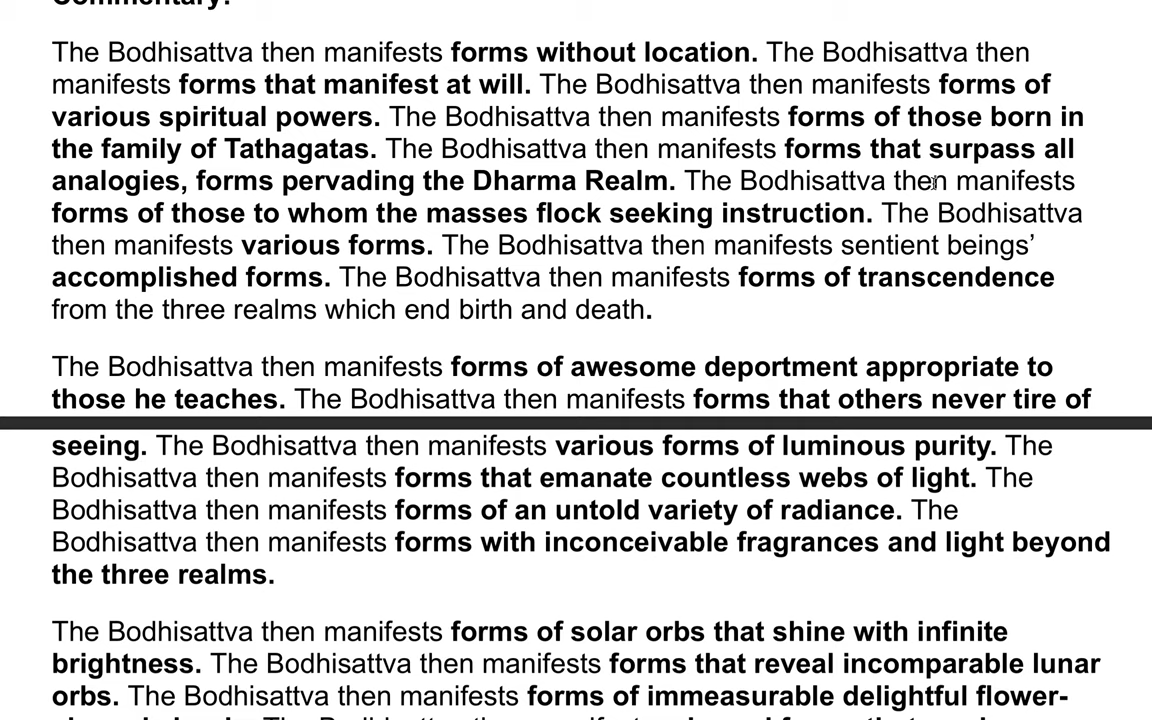 Commentary:
The Bodhisattva then manifests forms without location. The Bodhisattva then
manifests forms that manifest at will. The Bodhisattva then manifests forms of
various spiritual powers. The Bodhisattva then manifests forms of those born in
the family of Tathagatas. The Bodhisattva then manifests forms that surpass all
analogies, forms pervading the Dharma Realm. The Bodhisattva then manifests
forms of those to whom the masses flock seeking instruction. The Bodhisattva
then manifests various forms. The Bodhisattva then manifests sentient beings’
accomplished forms. The Bodhisattva then manifests forms of transcendence
from the three realms which end birth and death.
The Bodhisattva then manifests forms of awesome deportment appropriate to
those he teaches. The Bodhisattva then manifests forms that others never tire of
seeing. The Bodhisattva then manifests various forms of luminous purity. The
Bodhisattva then manifests forms that emanate countless webs of light. The
Bodhisattva then manifests forms of an untold variety of radiance. The
Bodhisattva then manifests forms with inconceivable fragrances and light beyond
the three realms.
The Bodhisattva then manifests forms of solar orbs that shine with infinite
brightness. The Bodhisattva then manifests forms that reveal incomparable lunar
orbs. The Bodhisattva then manifests forms of immeasurable delightful flower-
The Bodhisattva then manifests